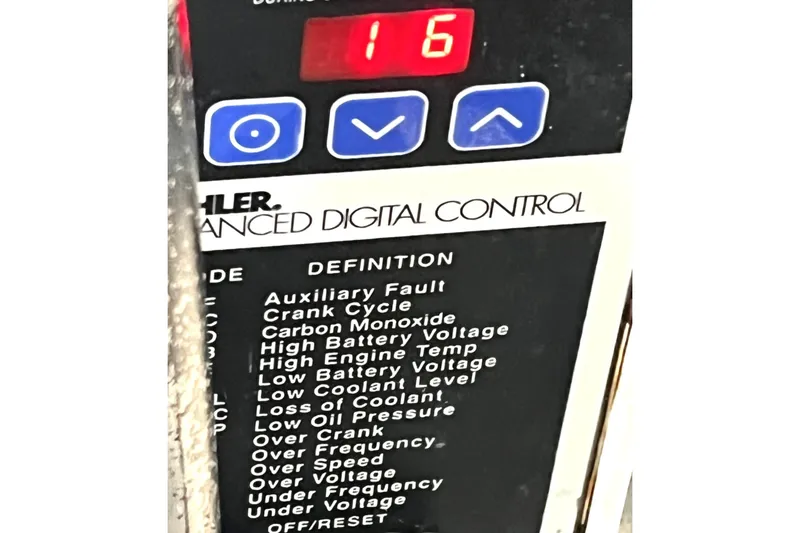 16
HLER.
ANCED DIGITAL CONTROL
DE DEFINITION
Auxiliary Fault
C Crank Cycle
Carbon Monoxide
High Battery Voltage
High Engine Temp
Low Battery Voltage
L Low Coolant Level
C Loss of Coolant
P Low Oil Pressure
Over Crank
Over Frequency
Over Speed
Over Voltage
Under Frequency
Under Voltage
OFF/RESET